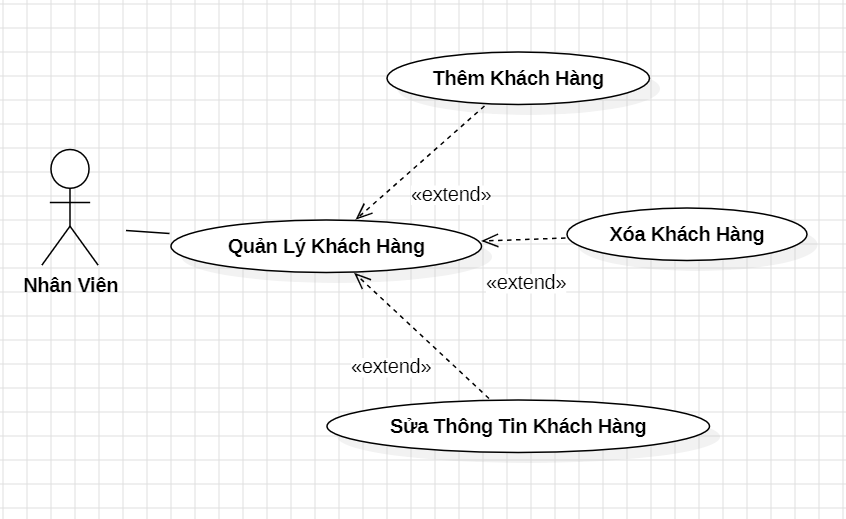 Thêm Khách Hàng
«extend»
Xóa Khách Hàng
Quản Lý Khách Hàng
Nhân Viên
«extend»
«extend»
Sửa Thông Tin Khách Hàng